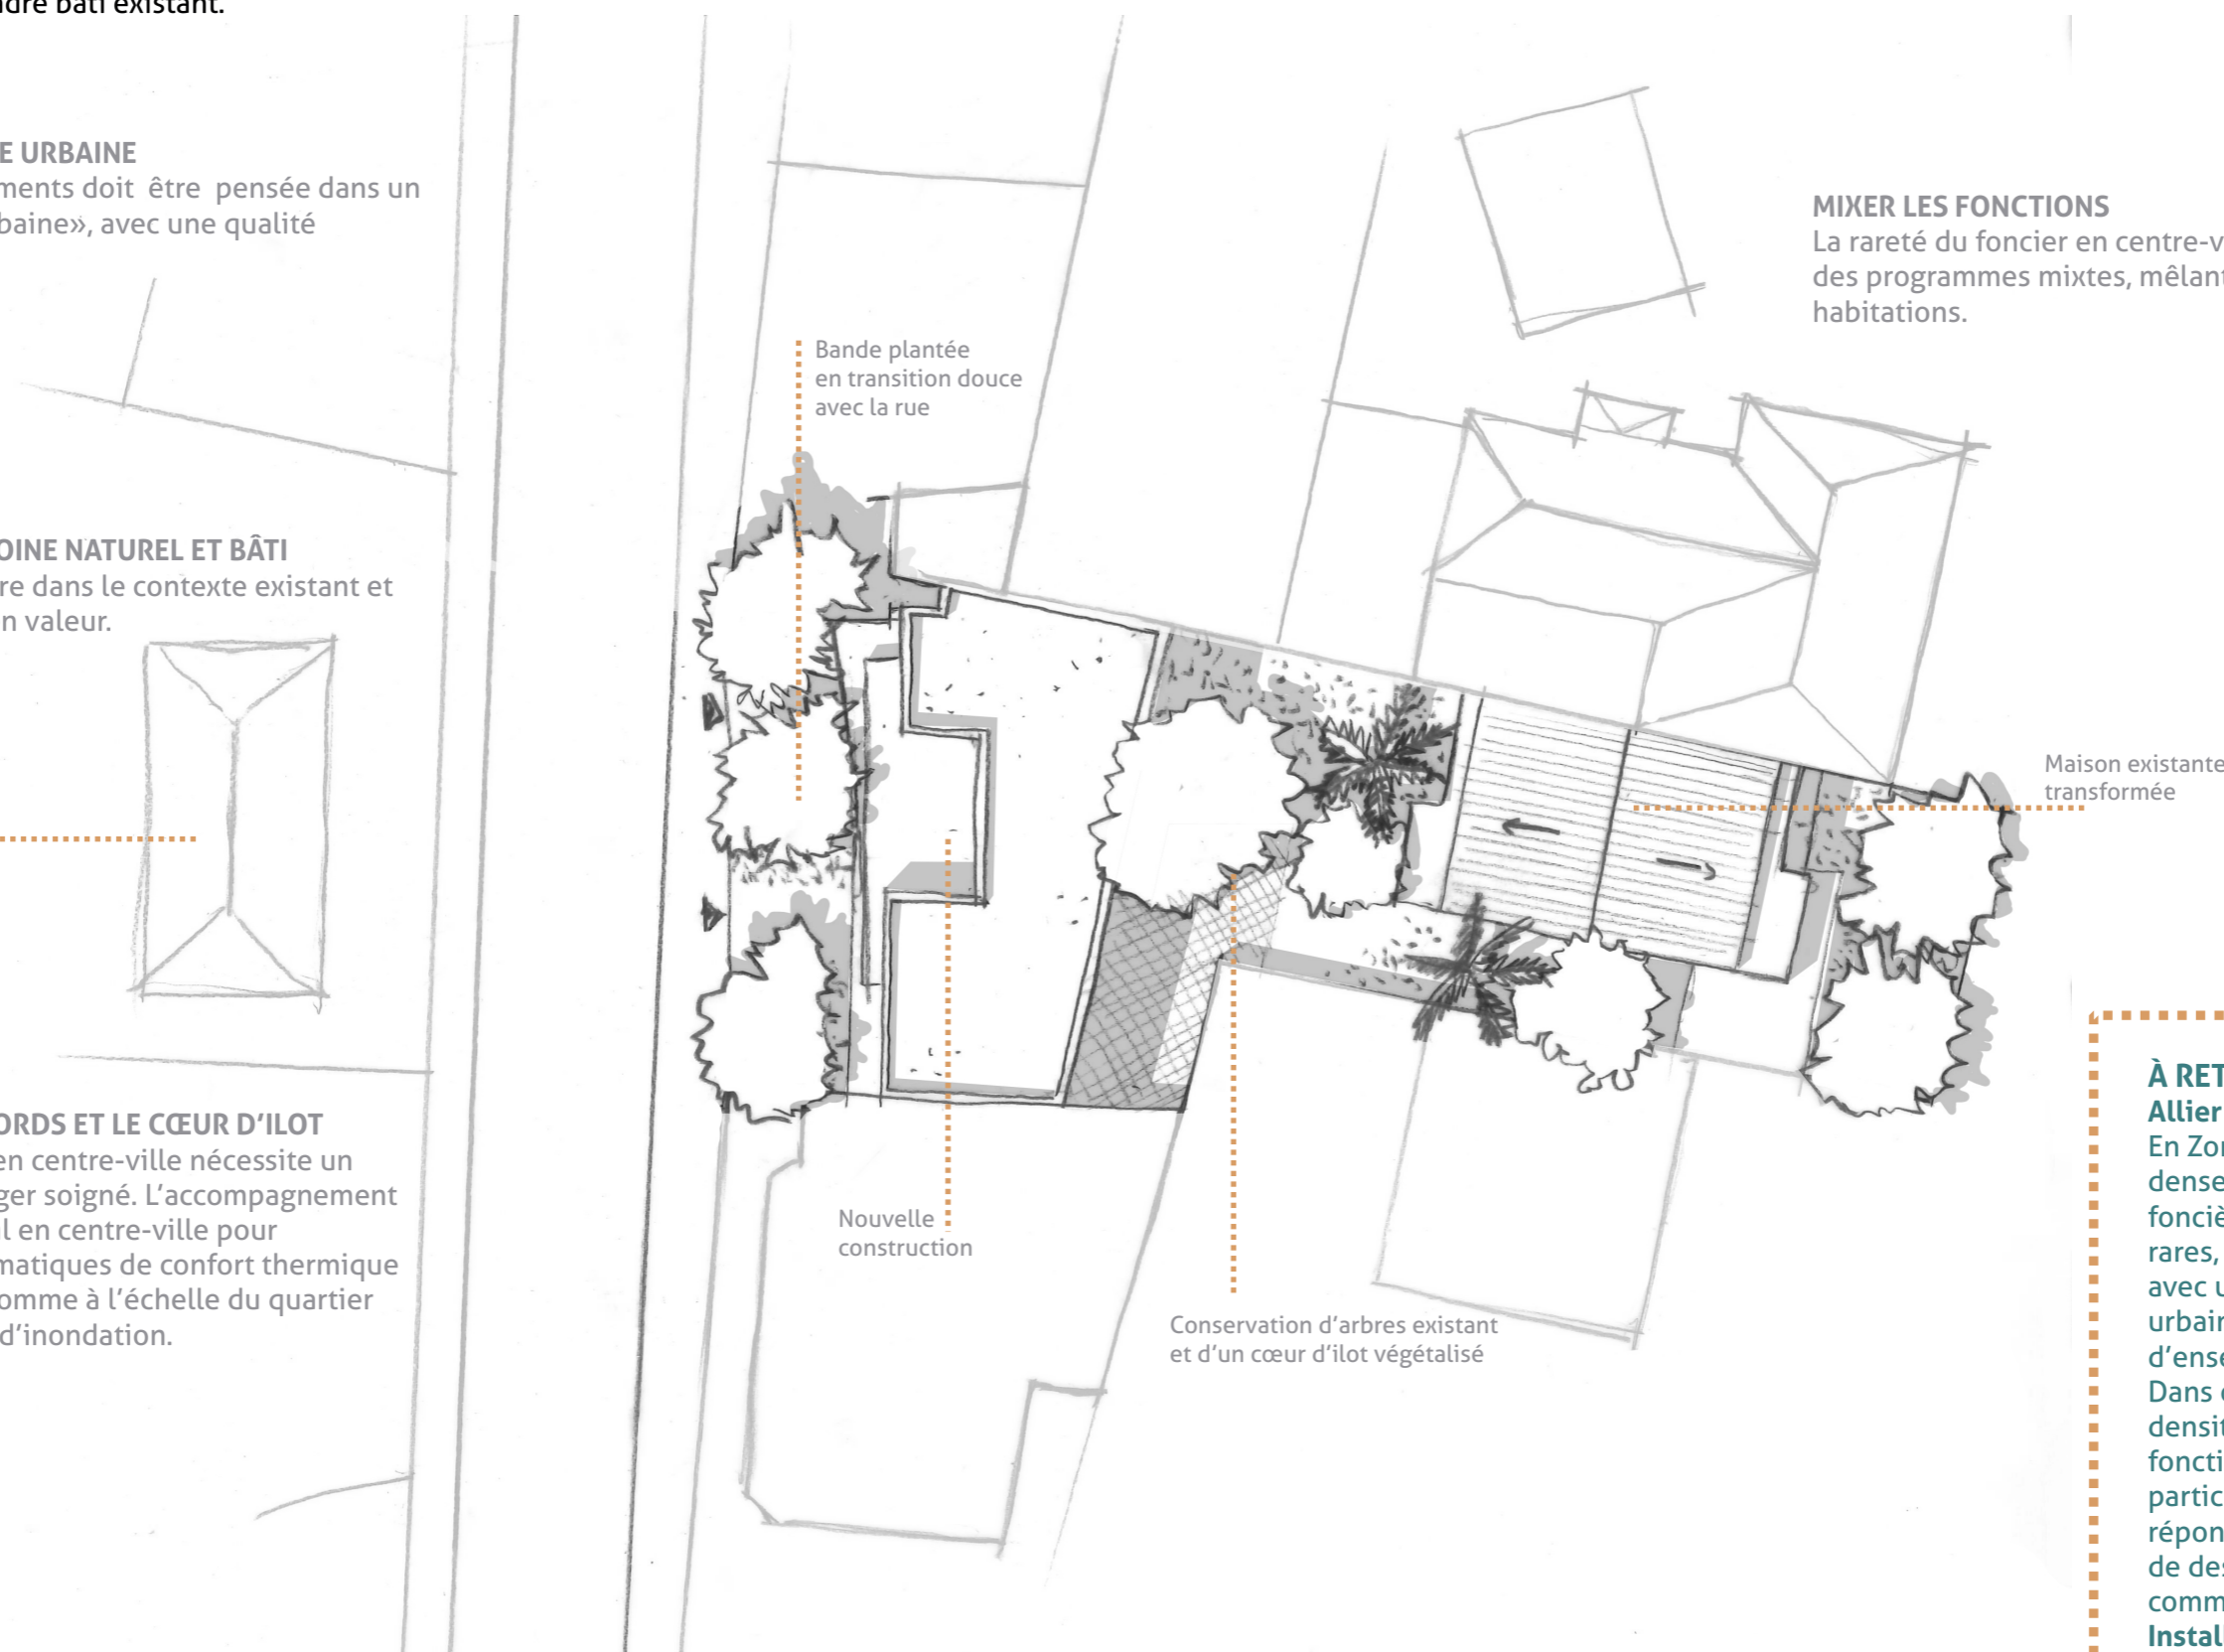 bâti existant.
E URBAINE
ments doit être pensée dans un
baine», avec une qualité
OINE NATUREL ET BÂTI
re dans le contexte existant et
n valeur.
ORDS ET LE CŒUR D'ILOT
en centre-ville nécessite un
ger soigné. L'accompagnement
l en centre-ville pour
matiques de confort thermique
omme à l'échelle du quartier
d'inondation.
Bande plantée
en transition douce
avec la rue
Nouvelle
construction
Conservation d'arbres existant
et d'un cœur d'ilot végétalisé
MIXER LES FONCTIONS
La rareté du foncier en centre-v
des programmes mixtes, mêlant
habitations.
Maison existante
transformée
À RET
Allier
En Zon
dense
fonciè
rares,
avec u
urbain
d'ense
Dans
densit
foncti
partic
répon
de des
comm
Instal